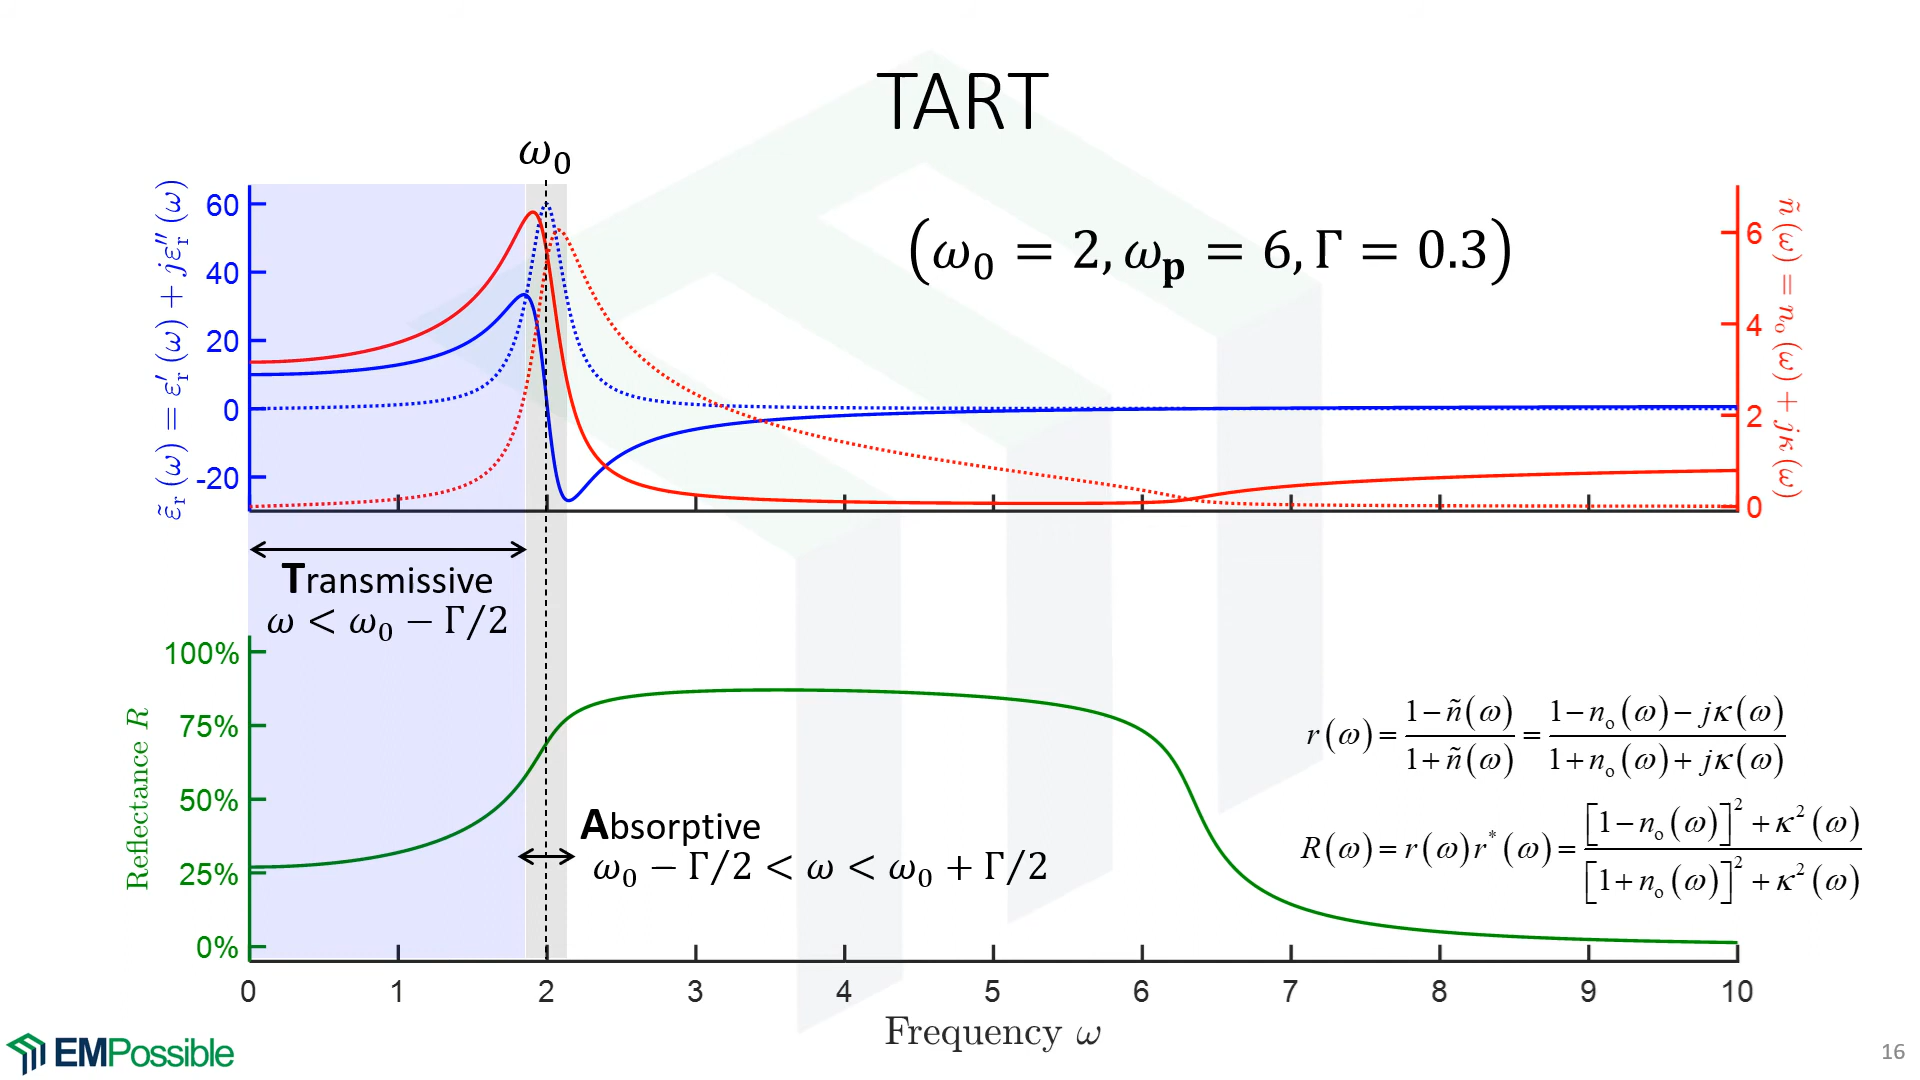 TART
ω₀
(ω₀ = 2, ωₚ = 6, Γ = 0.3)
ε̃ᵣ(ω) = ε′ᵣ(ω) + jε″ᵣ(ω)
60
40
20
0
-20
ñ(ω) = nₒ(ω) + jκ(ω)
6
4
2
0
Transmissive
ω < ω₀ − Γ/2
Reflectance R
100%
75%
50%
25%
0%
Absorptive
ω₀ − Γ/2 < ω < ω₀ + Γ/2
r(ω) = (1−ñ(ω))/(1+ñ(ω)) = (1−nₒ(ω)−jκ(ω))/(1+nₒ(ω)+jκ(ω))
R(ω) = r(ω)r*(ω) = ([1−nₒ(ω)]²+κ²(ω))/([1+nₒ(ω)]²+κ²(ω))
0 1 2 3 4 5 6 7 8 9 10
Frequency ω
EMPossible
16